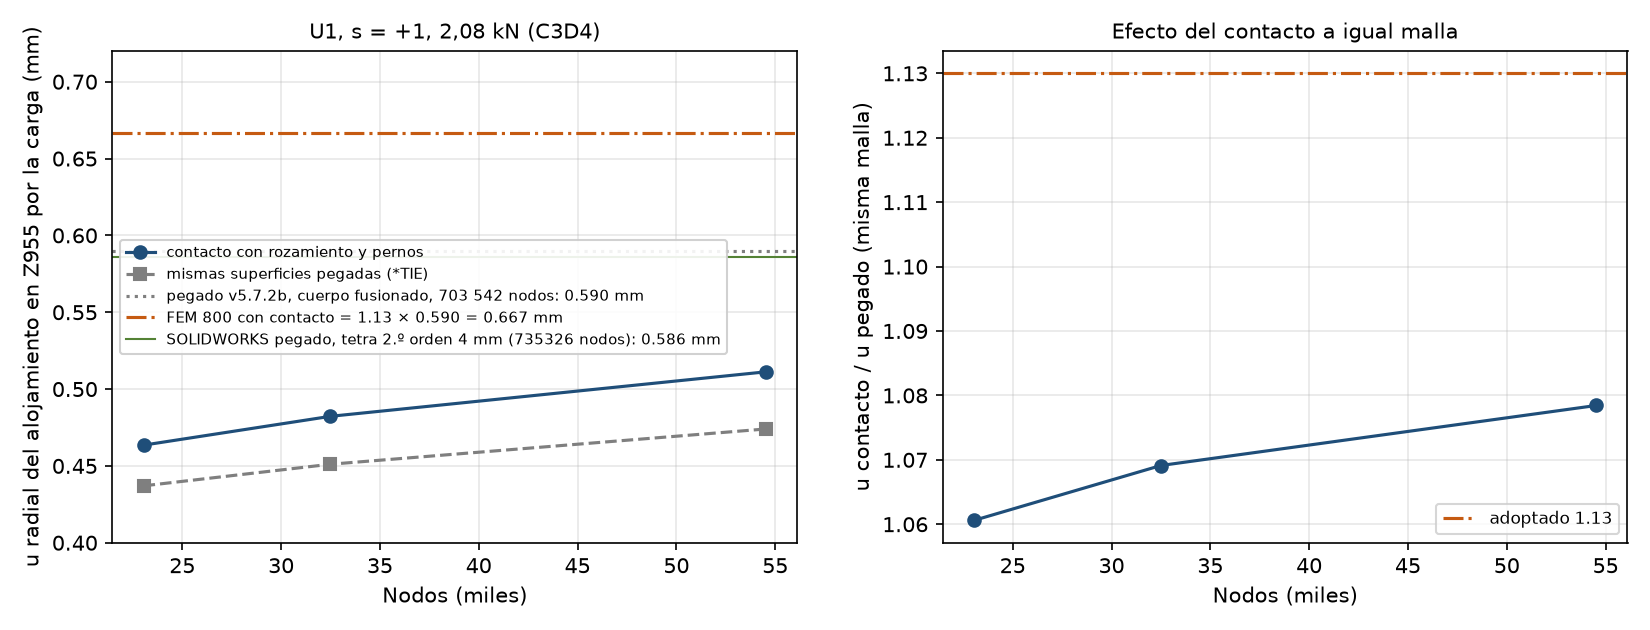 U1, s = +1, 2,08 kN (C3D4)
u radial del alojamiento en Z955 por la carga (mm)
0.70
0.65
0.60
0.55
0.50
0.45
0.40
contacto con rozamiento y pernos
mismas superficies pegadas (*TIE)
pegado v5.7.2b, cuerpo fusionado, 703 542 nodos: 0.590 mm
FEM 800 con contacto = 1.13 × 0.590 = 0.667 mm
SOLIDWORKS pegado, tetra 2.º orden 4 mm (735326 nodos): 0.586 mm
25 30 35 40 45 50 55
Nodos (miles)
Efecto del contacto a igual malla
u contacto / u pegado (misma malla)
1.13
1.12
1.11
1.10
1.09
1.08
1.07
1.06
adoptado 1.13
25 30 35 40 45 50 55
Nodos (miles)